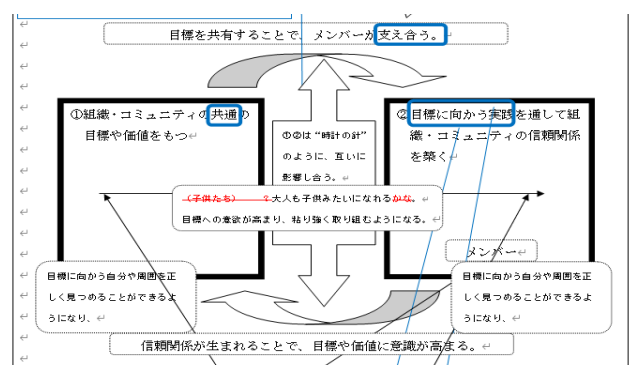 目標を共有することで、メンバーが支え合う。
①組織・コミュニティの共通の
目標や価値をもつ
①②は“時計の針”
のように、互いに
影響し合う。
②目標に向かう実践を通して組
織・コミュニティの信頼関係
を築く
（子供たち）　？大人も子供みたいになれるかな。
目標への意欲が高まり、粘り強く取り組むようになる。
メンバー
目標に向かう自分や周囲を正
しく見つめることができるよ
うになり、
目標に向かう自分や周囲を正
しく見つめることができるよ
うになり、
信頼関係が生まれることで、目標や価値に意識が高まる。